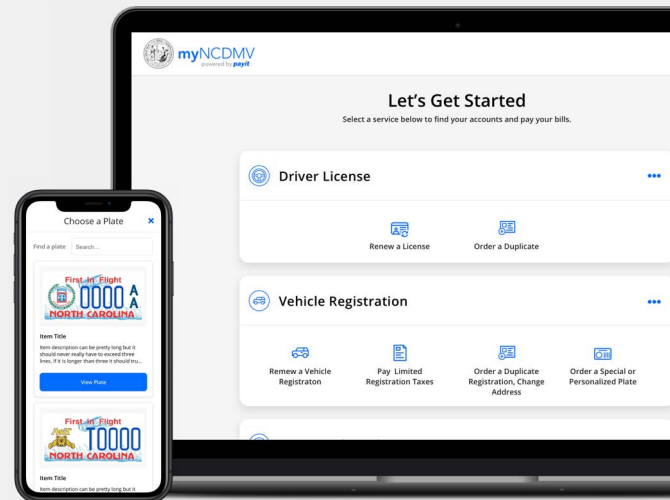 myNCDMV
powered by payit
Let's Get Started
Select a service below to find your accounts and pay your bills.
Driver License
Renew a License
Order a Duplicate
Vehicle Registration
Remew a Vehicle
Registraton
Pay Limited
Registration Taxes
Order a Duplicate
Registration, Change
Address
Order a Special or
Personalized Plate
Choose a Plate
Find a plate
Search...
First in Flight
0000 AA
NORTH CAROLINA
Item Title
Item description can be pretty long but it
should never really have to exceed three
lines. If it is longer than three it should tru...
View Plate
First in Flight
T0000
NORTH CAROLINA
Item Title
Item description can be pretty long but it